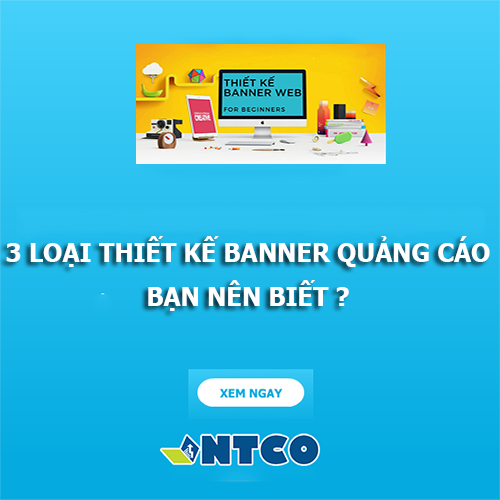 THIẾT KẾ
BANNER WEB
FOR BEGINNERS
CREATIVE
3 LOẠI THIẾT KẾ BANNER QUẢNG CÁO
BẠN NÊN BIẾT ?
XEM NGAY
NTCO